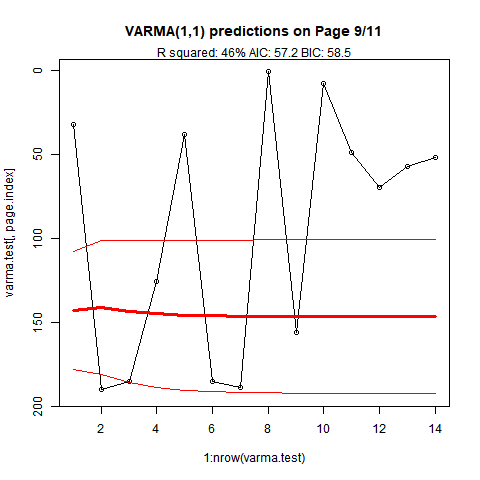 VARMA(1,1) predictions on Page 9/11
R squared: 46% AIC: 57.2 BIC: 58.5
varma.test[, page.index]
0
50
100
150
200
2 4 6 8 10 12 14
1:nrow(varma.test)